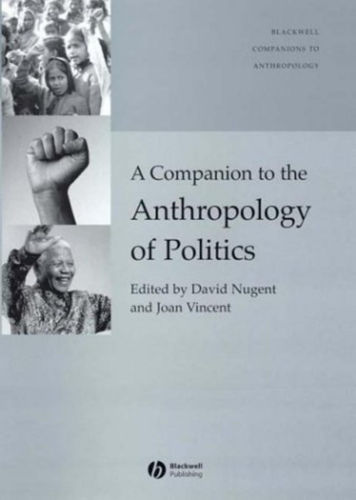 BLACKWELL
COMPANIONS TO
ANTHROPOLOGY
A Companion to the
Anthropology
of Politics
Edited by David Nugent
and Joan Vincent
Blackwell
Publishing